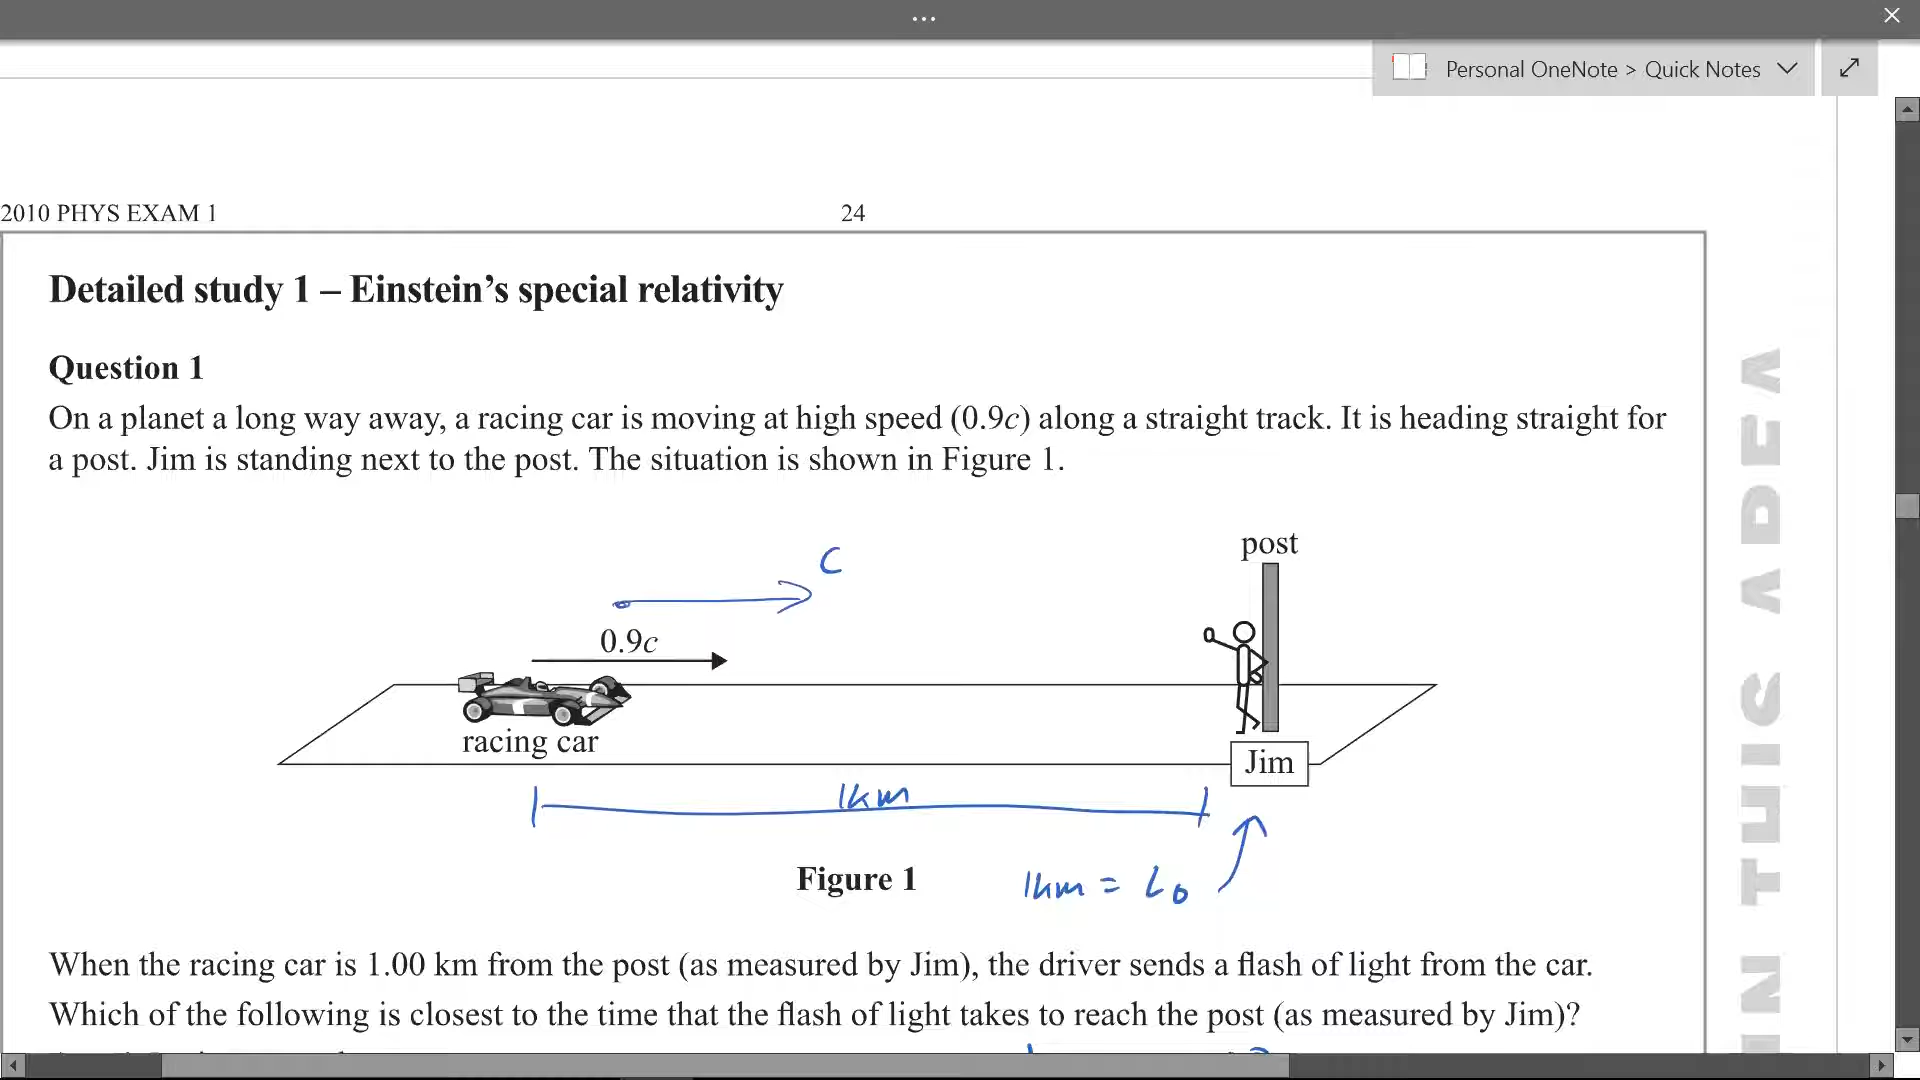 ...
Personal OneNote > Quick Notes
2010 PHYS EXAM 1
24
Detailed study 1 – Einstein’s special relativity
Question 1
On a planet a long way away, a racing car is moving at high speed (0.9c) along a straight track. It is heading straight for
a post. Jim is standing next to the post. The situation is shown in Figure 1.
post
c
0.9c
racing car
Jim
1km
Figure 1
1km = L0
When the racing car is 1.00 km from the post (as measured by Jim), the driver sends a flash of light from the car.
Which of the following is closest to the time that the flash of light takes to reach the post (as measured by Jim)?
IN THIS AREA